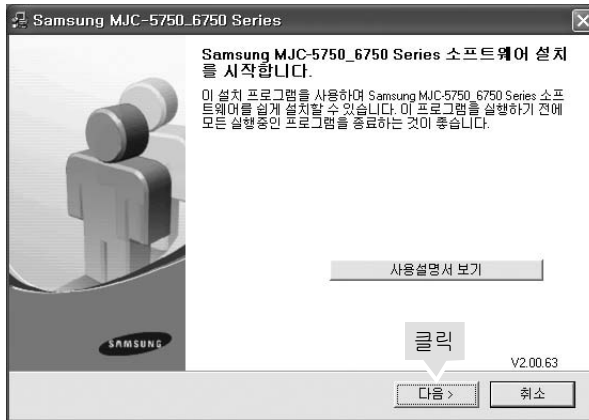 Samsung MJC-5750_6750 Series
Samsung MJC-5750_6750 Series 소프트웨어 설치
를 시작합니다.
이 설치 프로그램을 사용하여 Samsung MJC-5750_6750 Series 소프
트웨어를 쉽게 설치할 수 있습니다. 이 프로그램을 실행하기 전에
모든 실행중인 프로그램을 종료하는 것이 좋습니다.
사용설명서 보기
SAMSUNG
클릭
V2.00.63
다음 >
취소